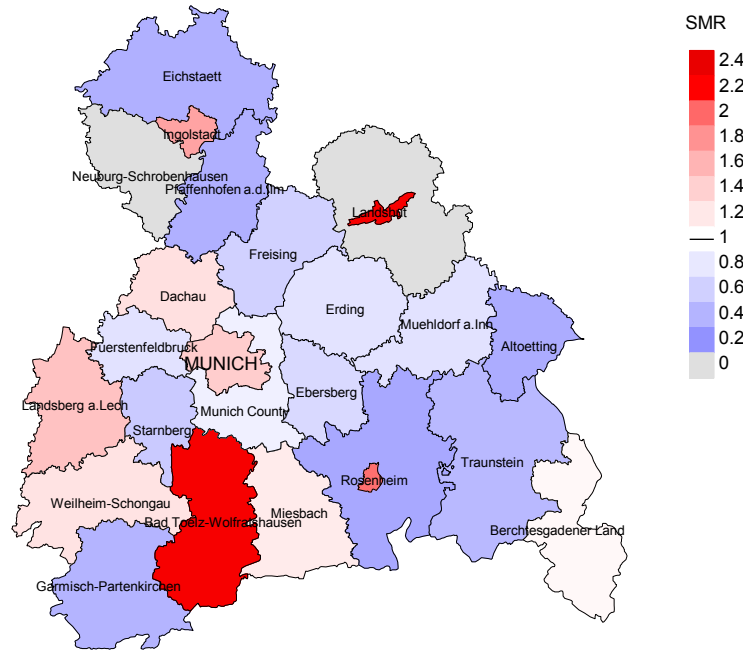 SMR
2.4
2.2
2
1.8
1.6
1.4
1.2
1
0.8
0.6
0.4
0.2
0
Eichstaett
Ingolstadt
Neuburg-Schrobenhausen
Pfaffenhofen a.d.Ilm
Landshut
Freising
Dachau
Erding
Muehldorf a.Inn
Fuerstenfeldbruck
MUNICH
Altoetting
Ebersberg
Landsberg a.Lech
Munich County
Starnberg
Traunstein
Rosenheim
Weilheim-Schongau
Miesbach
Bad Toelz-Wolfratshausen
Berchtesgadener Land
Garmisch-Partenkirchen